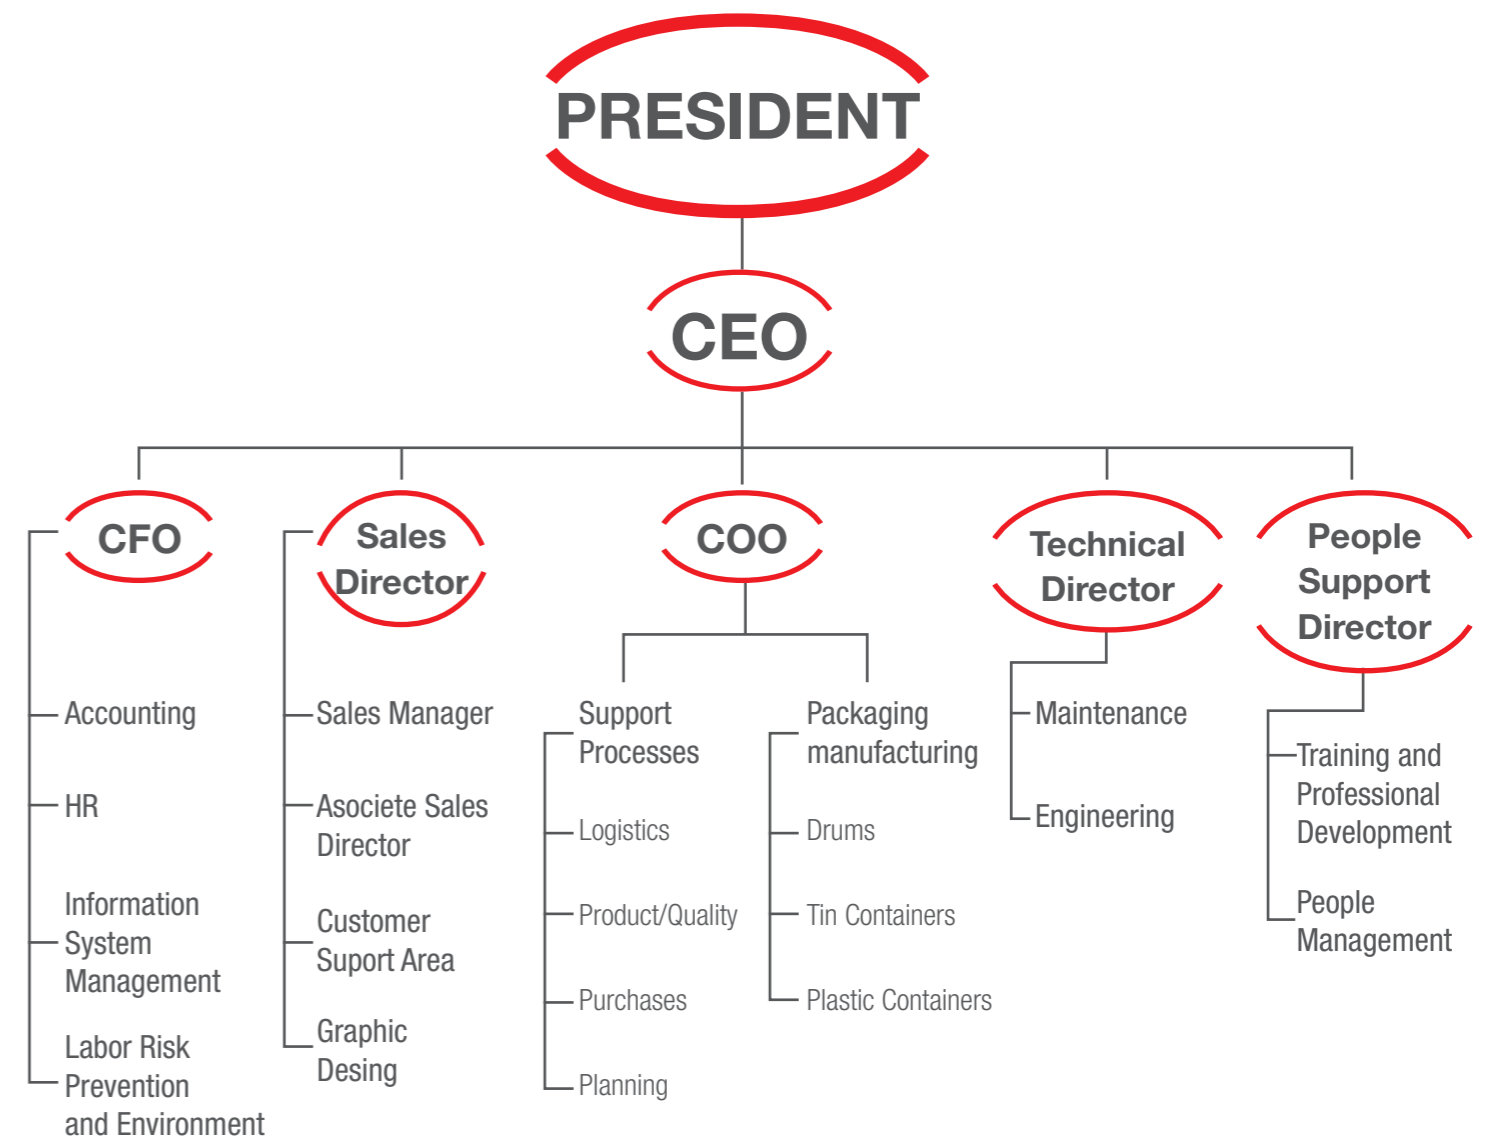 PRESIDENT
CEO
CFO
Sales
Director
COO
Technical
Director
People
Support
Director
Accounting
HR
Information
System
Management
Labor Risk
Prevention
and Environment
Sales Manager
Asociete Sales
Director
Customer
Suport Area
Graphic
Desing
Support
Processes
Logistics
Product/Quality
Purchases
Planning
Packaging
manufacturing
Drums
Tin Containers
Plastic Containers
Maintenance
Engineering
Training and
Professional
Development
People
Management